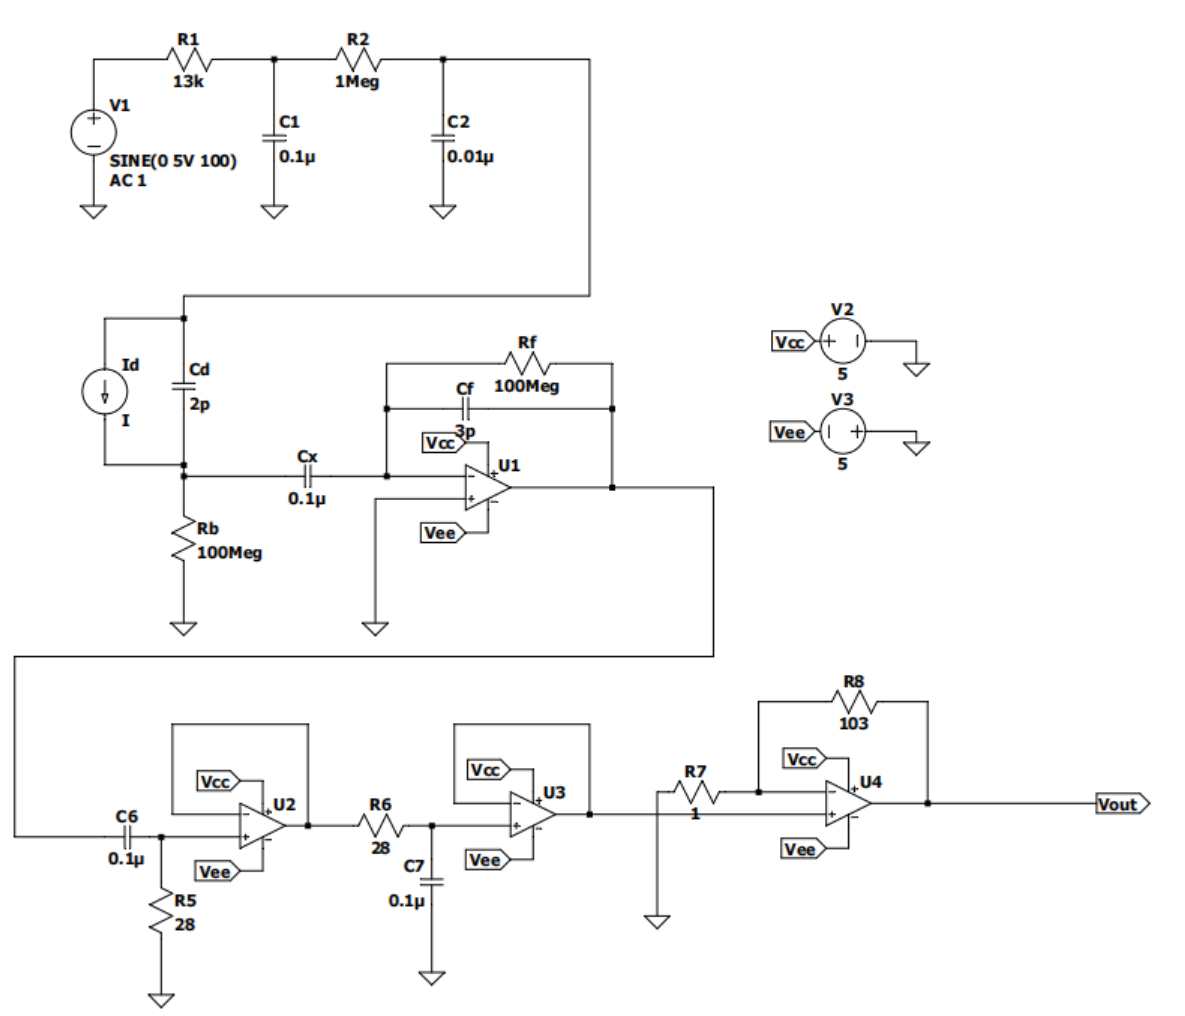 R1
13k
R2
1Meg
V1
SINE(0 5V 100)
AC 1
C1
0.1µ
C2
0.01µ
Id
I
Cd
2p
Rb
100Meg
Cx
0.1µ
Rf
100Meg
Cf
3p
Vcc
U1
Vee
V2
Vcc
5
V3
Vee
5
C6
0.1µ
R5
28
Vcc
U2
Vee
R6
28
C7
0.1µ
Vcc
U3
Vee
R7
1
R8
103
Vcc
U4
Vee
Vout